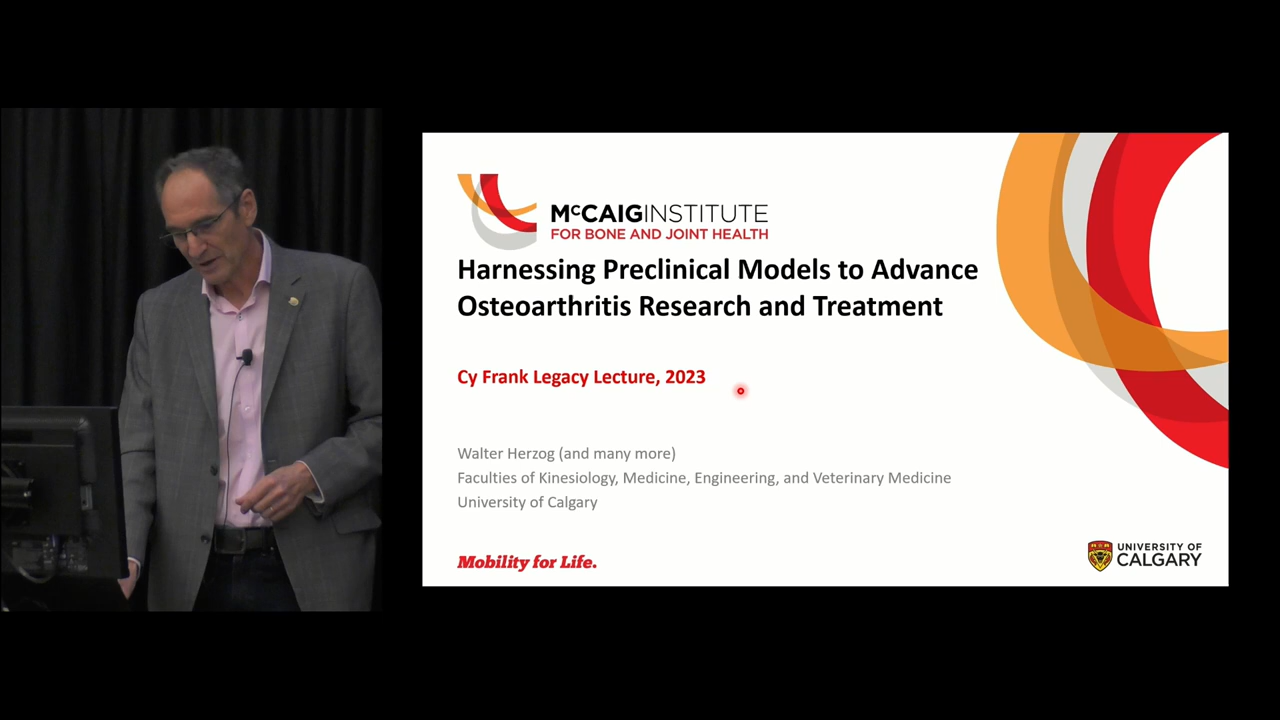 McCAIGINSTITUTE
FOR BONE AND JOINT HEALTH
Harnessing Preclinical Models to Advance
Osteoarthritis Research and Treatment
Cy Frank Legacy Lecture, 2023
Walter Herzog (and many more)
Faculties of Kinesiology, Medicine, Engineering, and Veterinary Medicine
University of Calgary
Mobility for Life.
UNIVERSITY OF
CALGARY